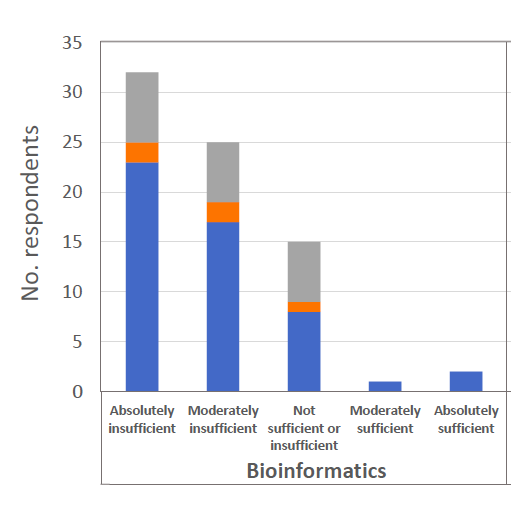 No. respondents
35
30
25
20
15
10
5
0
Absolutely insufficient
Moderately insufficient
Not sufficient or insufficient
Moderately sufficient
Absolutely sufficient
Bioinformatics